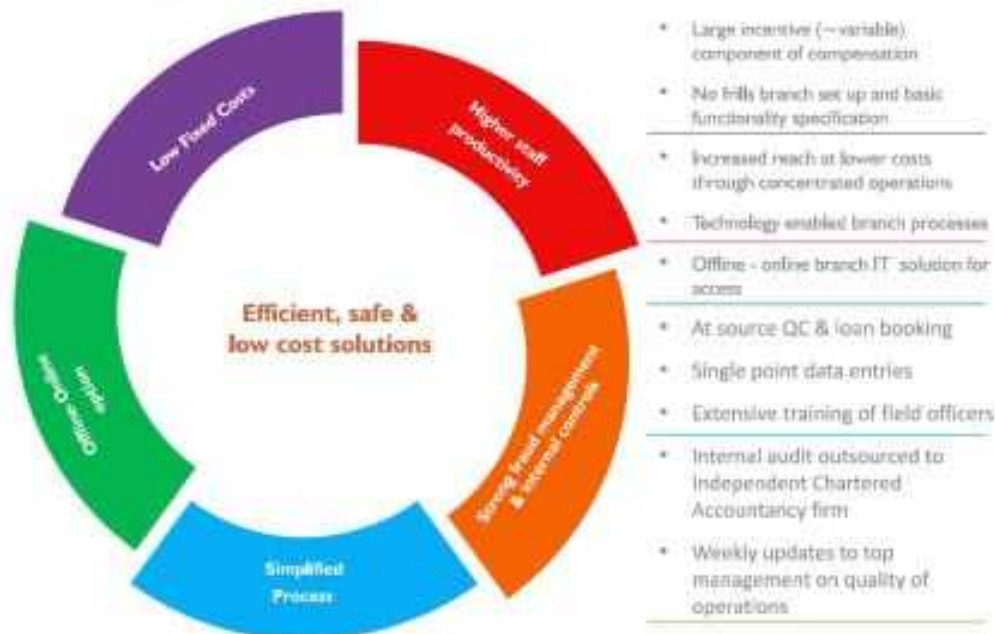 Low Fixed Costs
Higher staff
productivity
Strong fraud management
& internal controls
Simplified
Process
Offline Online
option
Efficient, safe &
low cost solutions
• Large incentive (~variable)
component of compensation
• No frills branch set up and basic
functionality specification
• Increased reach at lower costs
through concentrated operations
• Technology enabled branch processes
• Offline - online branch IT solution for
access
• At source QC & loan booking
• Single point data entries
• Extensive training of field officers
• Internal audit outsourced to
Independent Chartered
Accountancy firm
• Weekly updates to top
management on quality of
operations